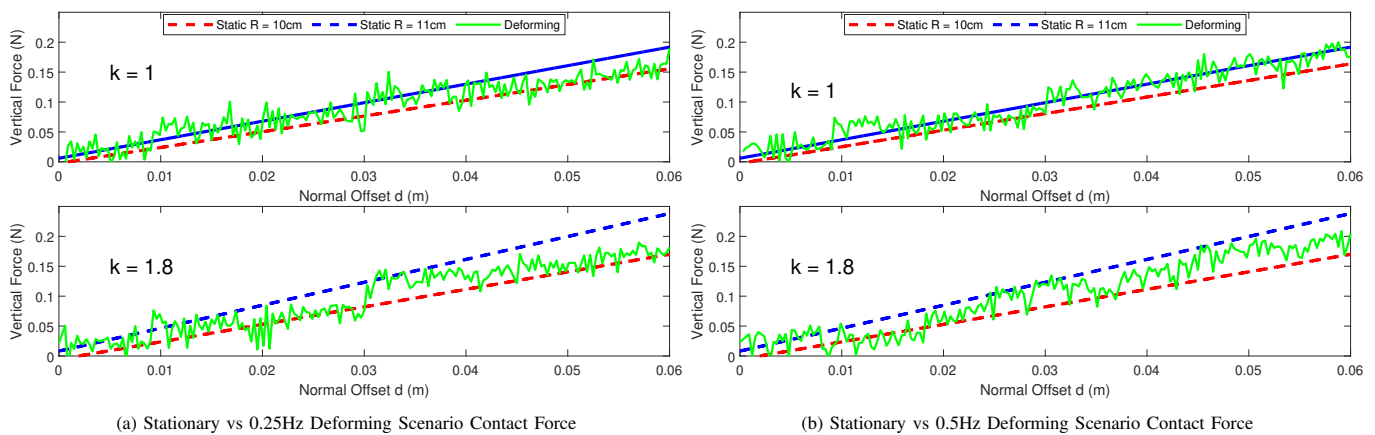 Static R = 10cm Static R = 11cm Deforming
0.2
0.15
0.1
0.05
0
Vertical Force (N)
k = 1
0 0.01 0.02 0.03 0.04 0.05 0.06
Normal Offset d (m)
0.2
0.15
0.1
0.05
0
Vertical Force (N)
k = 1.8
0 0.01 0.02 0.03 0.04 0.05 0.06
Normal Offset d (m)
(a) Stationary vs 0.25Hz Deforming Scenario Contact Force
Static R = 10cm Static R = 11cm Deforming
0.2
0.15
0.1
0.05
0
Vertical Force (N)
k = 1
0 0.01 0.02 0.03 0.04 0.05 0.06
Normal Offset d (m)
0.2
0.15
0.1
0.05
0
Vertical Force (N)
k = 1.8
0 0.01 0.02 0.03 0.04 0.05 0.06
Normal Offset d (m)
(b) Stationary vs 0.5Hz Deforming Scenario Contact Force